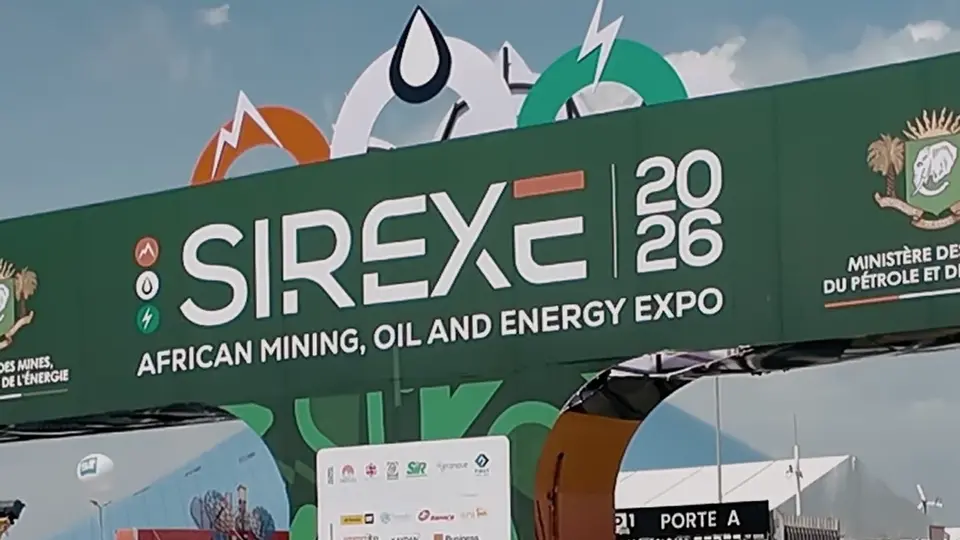 SIREXE
2026
AFRICAN MINING, OIL AND ENERGY EXPO
MINISTÈRE DES
DU PÉTROLE ET DE
DES MINES,
DE L'ÉNERGIE
SIR
PORTE A